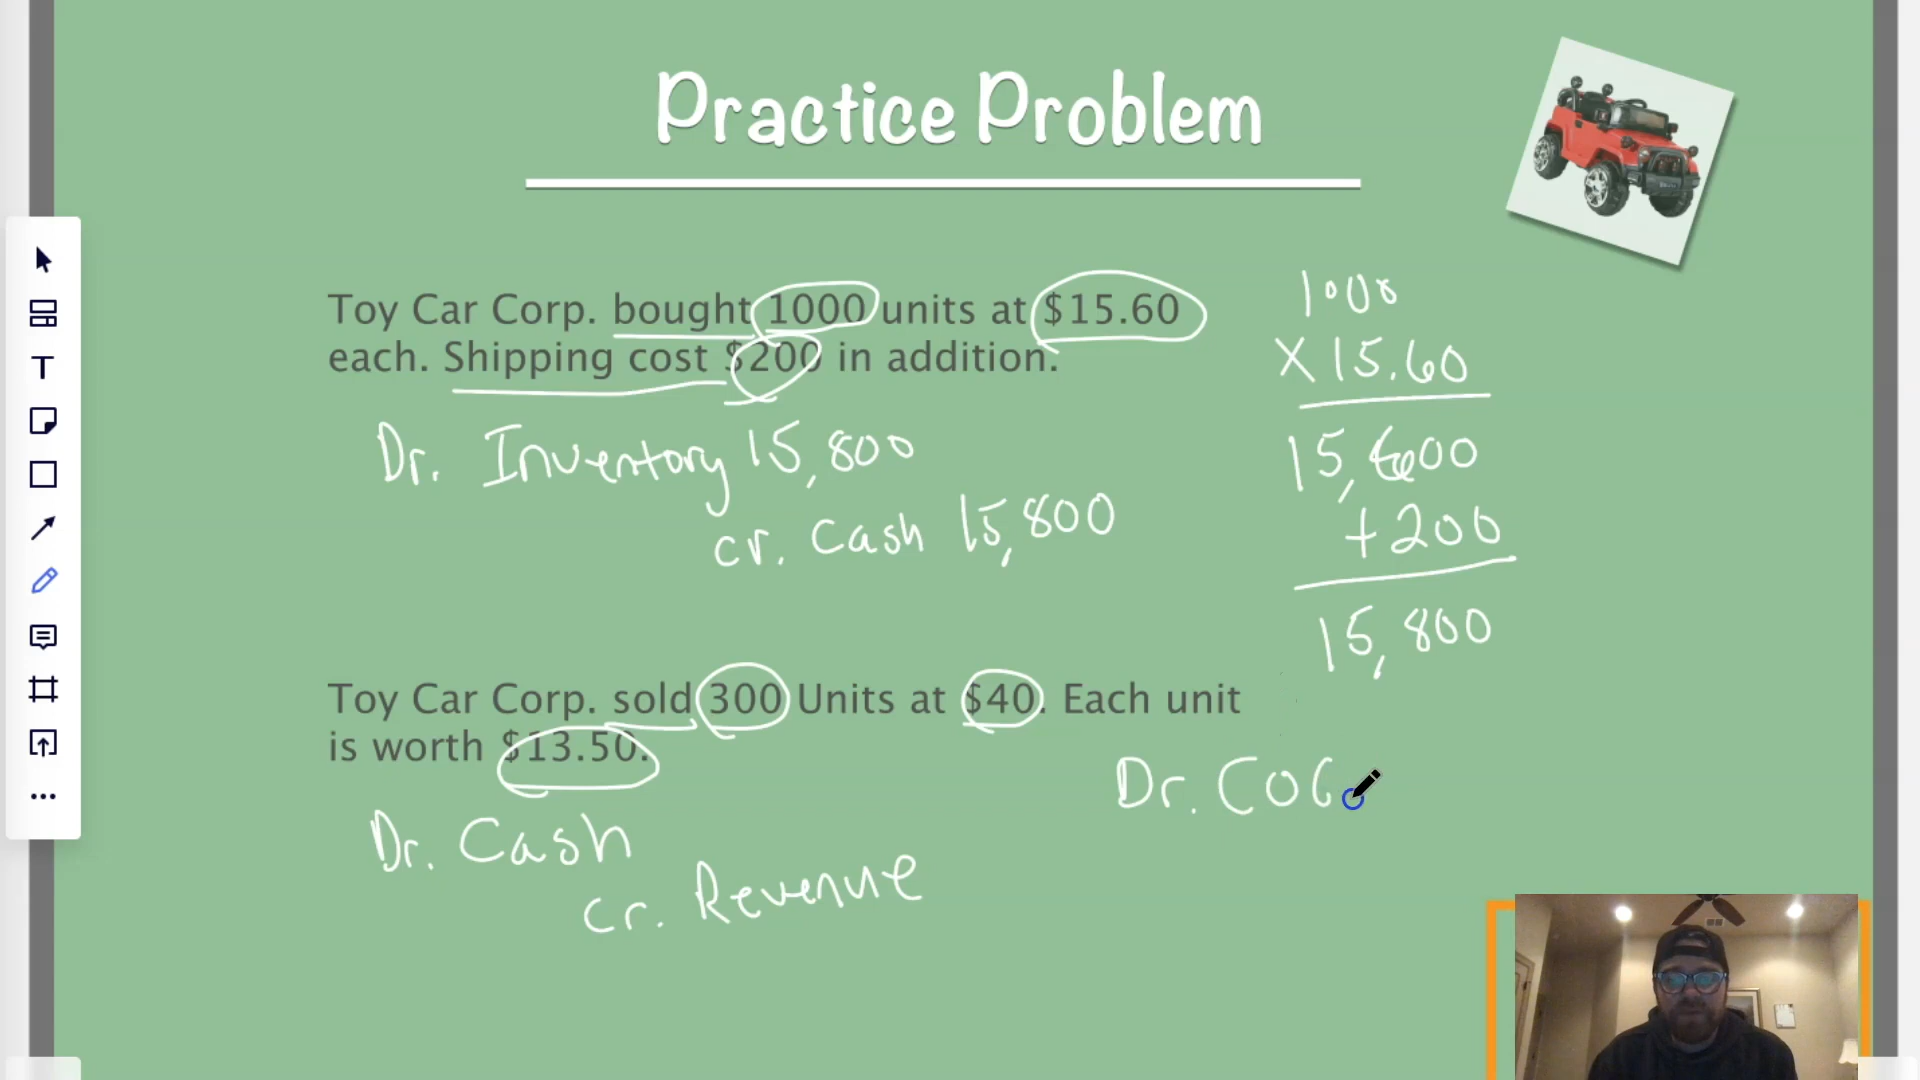 Practice Problem
Toy Car Corp. bought 1000 units at $15.60
each. Shipping cost $200 in addition.
Dr. Inventory 15,800
cr. Cash 15,800
1000
X 15.60
15,600
+200
15,800
Toy Car Corp. sold 300 Units at $40. Each unit
is worth $13.50.
Dr. Cash
cr. Revenue
Dr. COG
T